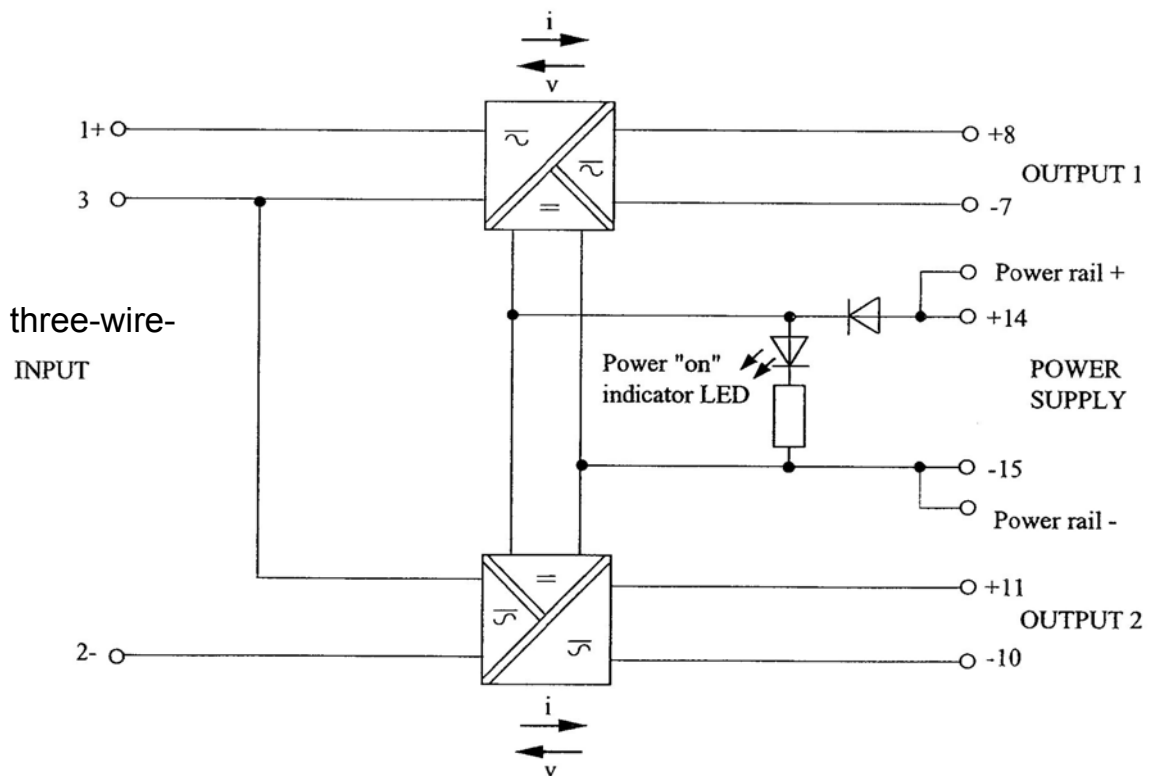 i
v
1+
+8
OUTPUT 1
3
-7
Power rail +
three-wire-
+14
INPUT
Power "on"
indicator LED
POWER
SUPPLY
-15
Power rail -
+11
OUTPUT 2
2-
-10
i
v